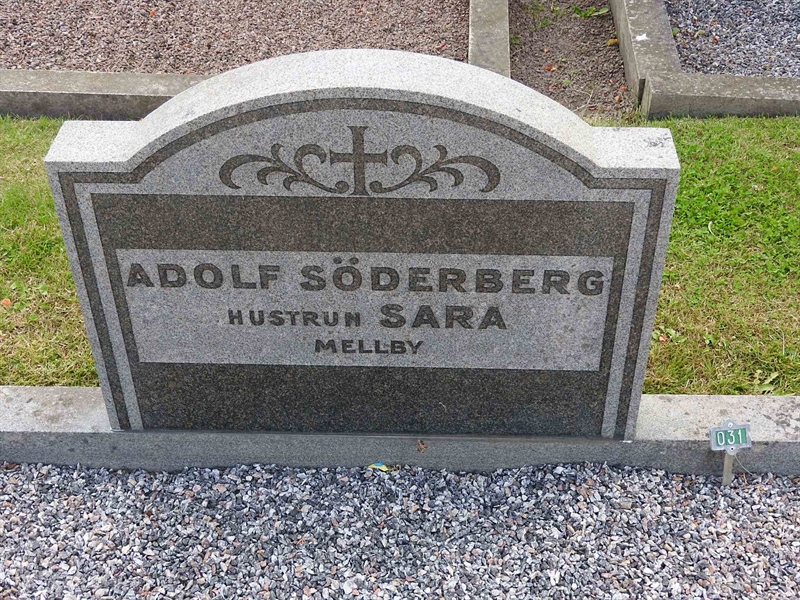 ADOLF SÖDERBERG
HUSTRUN SARA
MELLBY
031